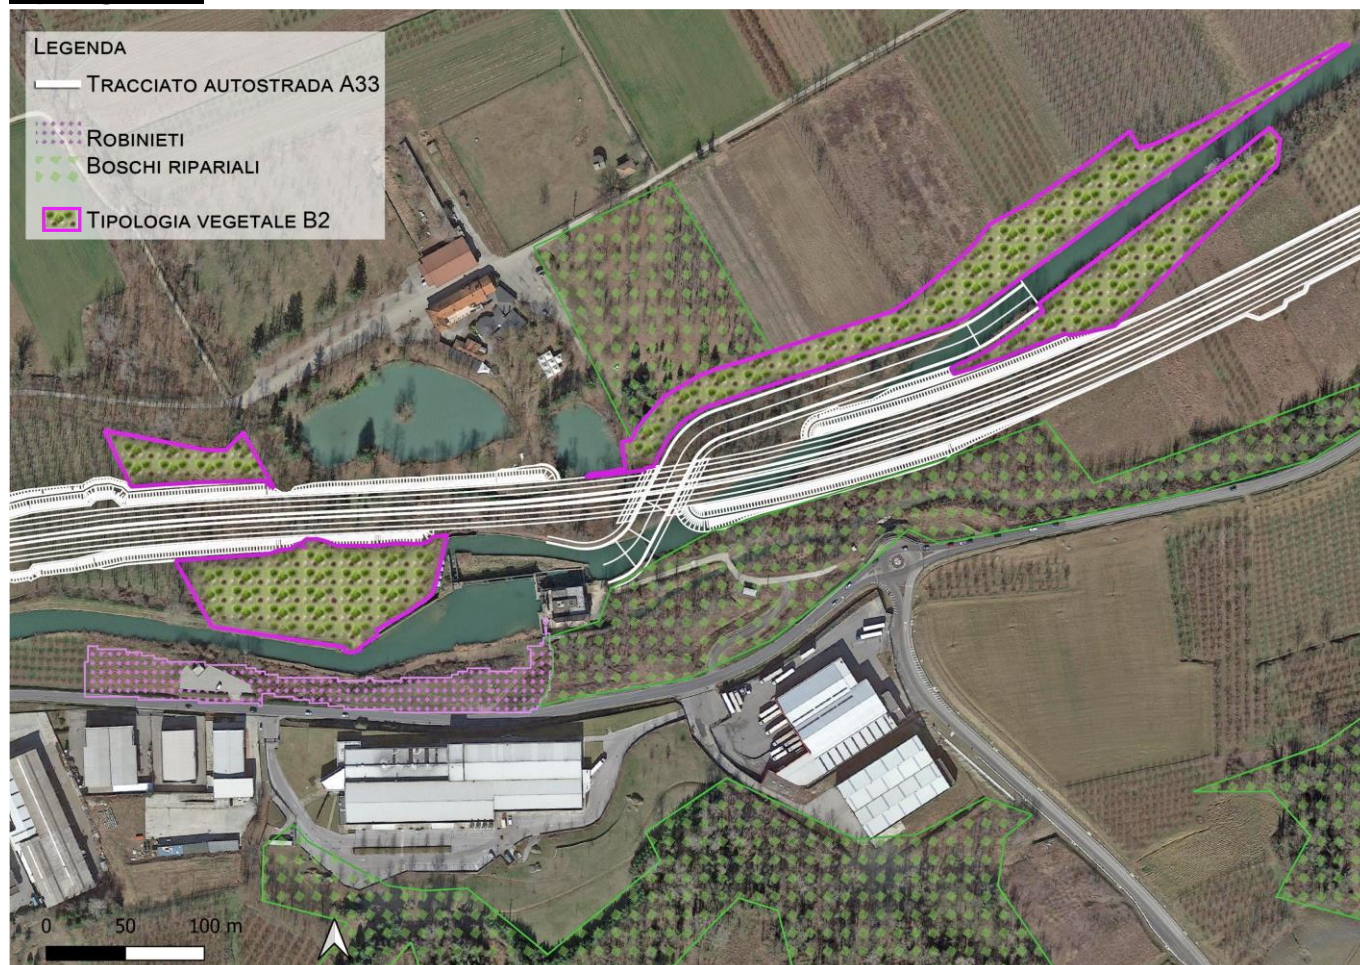 LEGENDA
TRACCIATO AUTOSTRADA A33
ROBINIETI
BOSCHI RIPARIALI
TIPOLOGIA VEGETALE B2
0 50 100 m